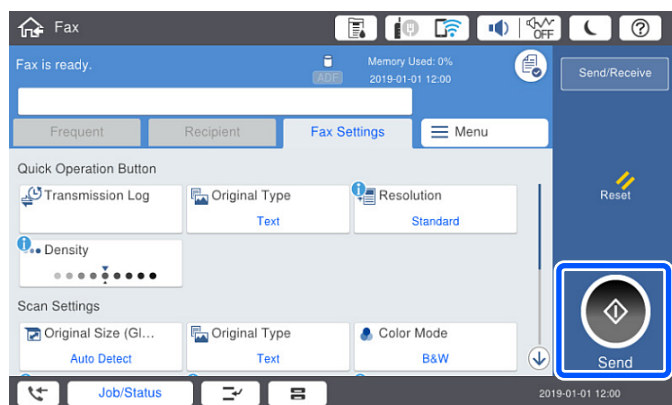 Fax
OFF
Fax is ready.
ADF
Memory Used: 0%
2019-01-01 12:00
Send/Receive
Frequent
Recipient
Fax Settings
Menu
Quick Operation Button
Transmission Log
Original Type
Text
Resolution
Standard
Reset
Density
Scan Settings
Original Size (Gl...
Auto Detect
Original Type
Text
Color Mode
B&W
Send
Job/Status
2019-01-01 12:00